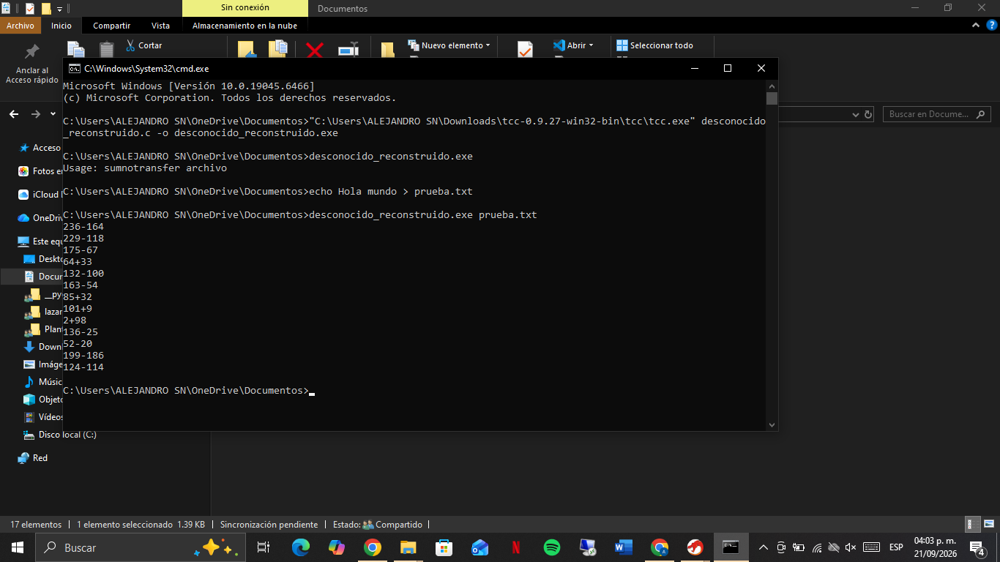 Sin conexión
Documentos
Archivo
Inicio
Compartir
Vista
Almacenamiento en la nube
Anclar al
Acceso rápido
Cortar
Nuevo elemento
Abrir
Seleccionar todo
C:\Windows\System32\cmd.exe
Microsoft Windows [Versión 10.0.19045.6466]
(c) Microsoft Corporation. Todos los derechos reservados.
C:\Users\ALEJANDRO SN\OneDrive\Documentos>"C:\Users\ALEJANDRO SN\Downloads\tcc-0.9.27-win32-bin\tcc\tcc.exe" desconocido
_reconstruido.c -o desconocido_reconstruido.exe
C:\Users\ALEJANDRO SN\OneDrive\Documentos>desconocido_reconstruido.exe
Usage: sumnotransfer archivo
C:\Users\ALEJANDRO SN\OneDrive\Documentos>echo Hola mundo > prueba.txt
C:\Users\ALEJANDRO SN\OneDrive\Documentos>desconocido_reconstruido.exe prueba.txt
236-164
229-118
175-67
64+33
132-100
163-54
85+32
101+9
2+98
136-25
52-20
199-186
124-114
C:\Users\ALEJANDRO SN\OneDrive\Documentos>
Buscar en Docume...
Acceso
Fotos e
iCloud
OneDriv
Este equ
Deskto
Docur
__py
lazar
Plant
Down
Imáge
Músic
Objeto
Vídeos
Disco local (C:)
Red
17 elementos
1 elemento seleccionado 1.39 KB
Sincronización pendiente
Estado: Compartido
Buscar
ESP
04:03 p. m.
21/09/2026
4